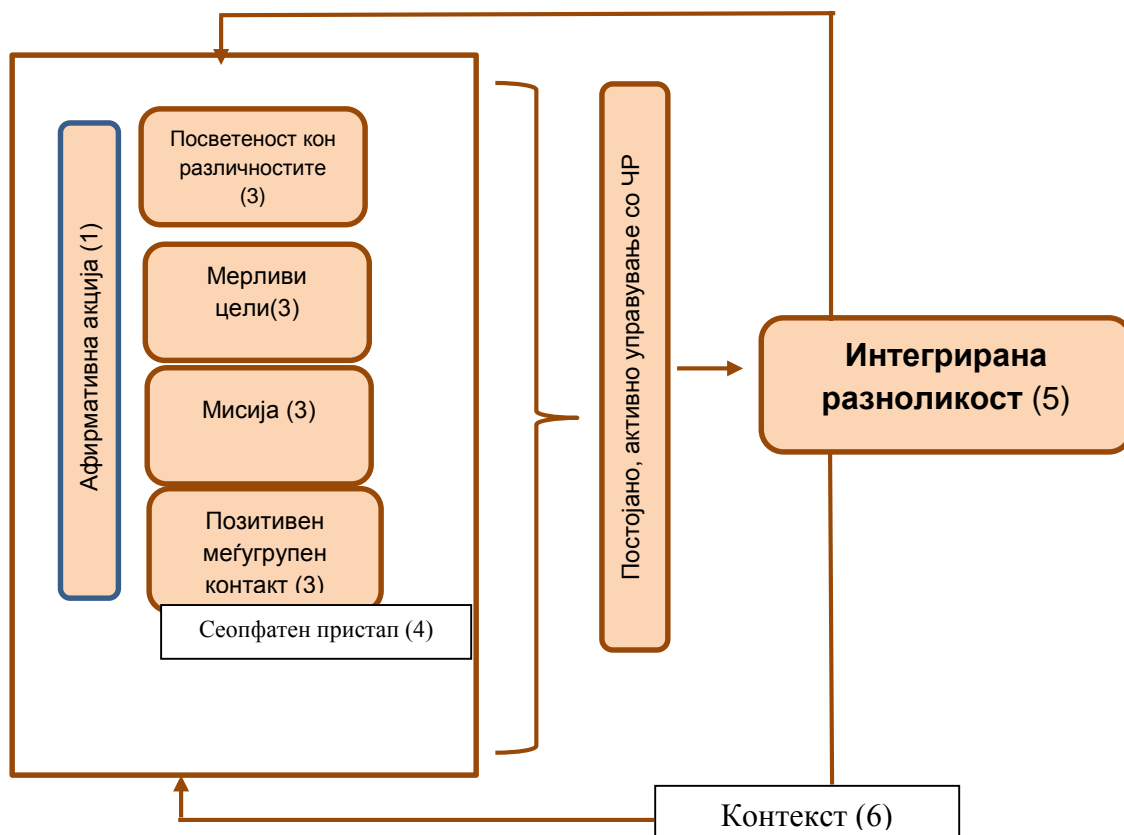 Афирмативна акција (1)
Посветеност кон
различностите
(3)
Мерливи
цели(3)
Мисија (3)
Позитивен
меѓугрупен
контакт (3)
Сеопфатен пристап (4)
Постојано, активно управување со ЧР
Интегрирана
разноликост (5)
Контекст (6)